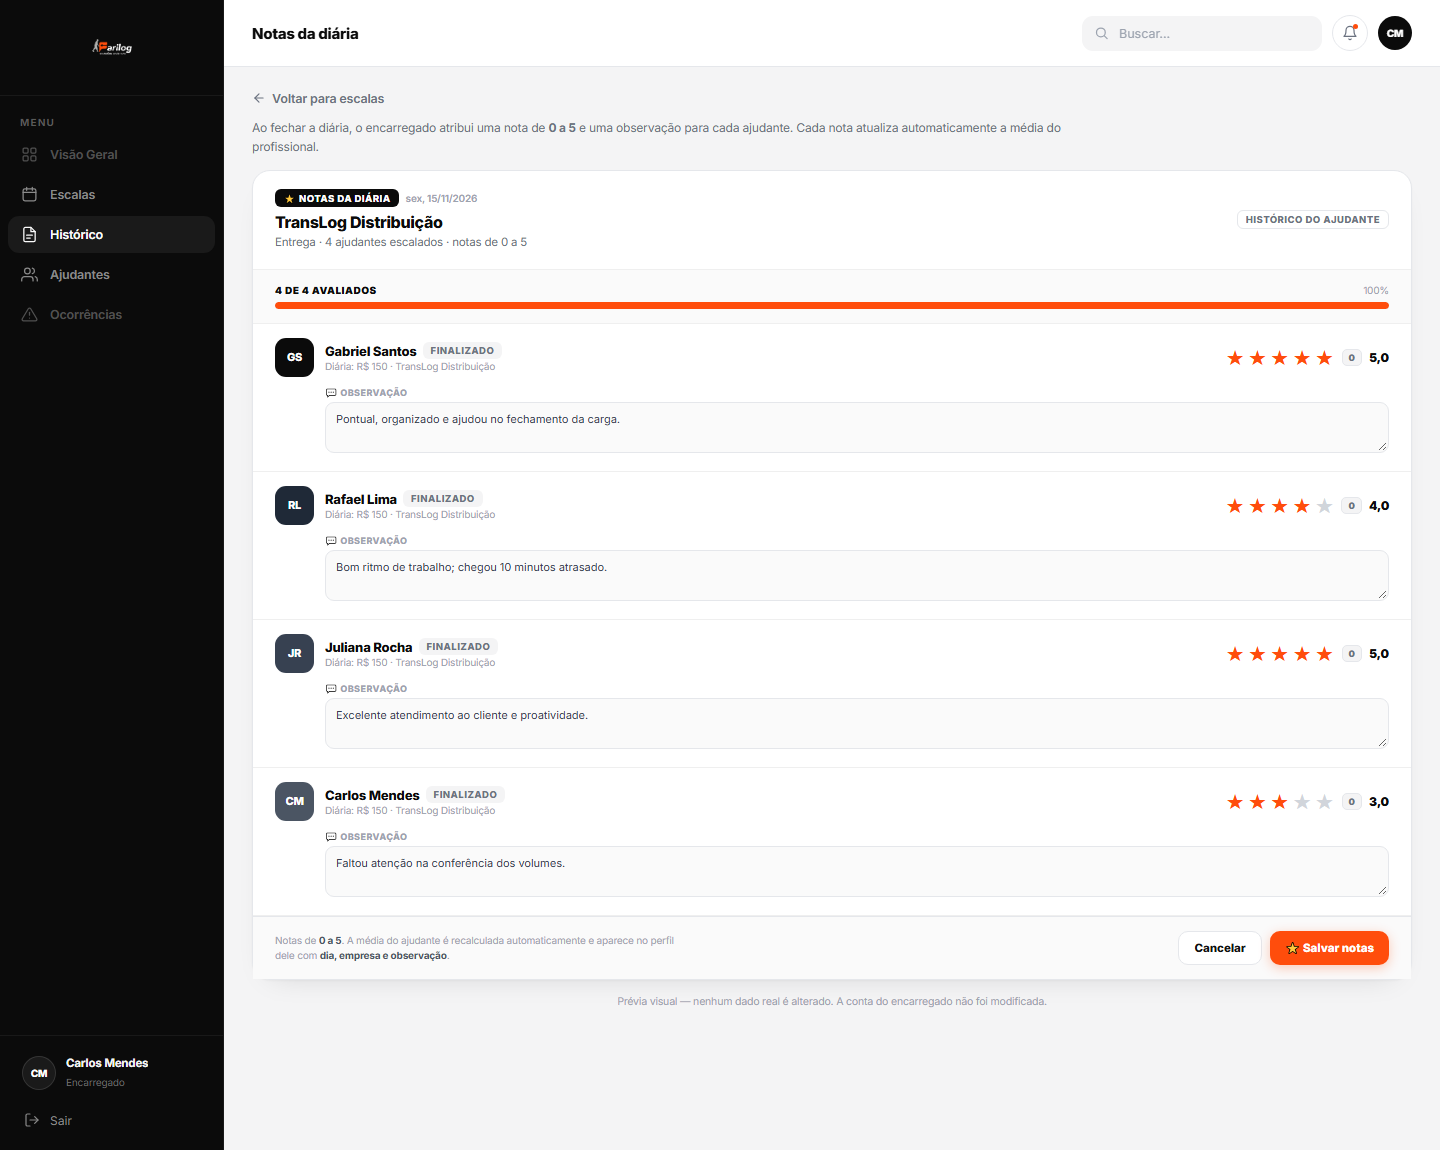 Farilog
MENU
Visão Geral
Escalas
Histórico
Ajudantes
Ocorrências
CM
Carlos Mendes
Encarregado
Sair
Notas da diária
Buscar...
CM
Voltar para escalas
Ao fechar a diária, o encarregado atribui uma nota de 0 a 5 e uma observação para cada ajudante. Cada nota atualiza automaticamente a média do
profissional.
NOTAS DA DIÁRIA sex, 15/11/2026
TransLog Distribuição
Entrega · 4 ajudantes escalados · notas de 0 a 5
HISTÓRICO DO AJUDANTE
4 DE 4 AVALIADOS 100%
GS
Gabriel Santos FINALIZADO
Diária: R$ 150 · TransLog Distribuição
0 5,0
OBSERVAÇÃO
Pontual, organizado e ajudou no fechamento da carga.
RL
Rafael Lima FINALIZADO
Diária: R$ 150 · TransLog Distribuição
0 4,0
OBSERVAÇÃO
Bom ritmo de trabalho; chegou 10 minutos atrasado.
JR
Juliana Rocha FINALIZADO
Diária: R$ 150 · TransLog Distribuição
0 5,0
OBSERVAÇÃO
Excelente atendimento ao cliente e proatividade.
CM
Carlos Mendes FINALIZADO
Diária: R$ 150 · TransLog Distribuição
0 3,0
OBSERVAÇÃO
Faltou atenção na conferência dos volumes.
Notas de 0 a 5. A média do ajudante é recalculada automaticamente e aparece no perfil
dele com dia, empresa e observação.
Cancelar
Salvar notas
Prévia visual — nenhum dado real é alterado. A conta do encarregado não foi modificada.